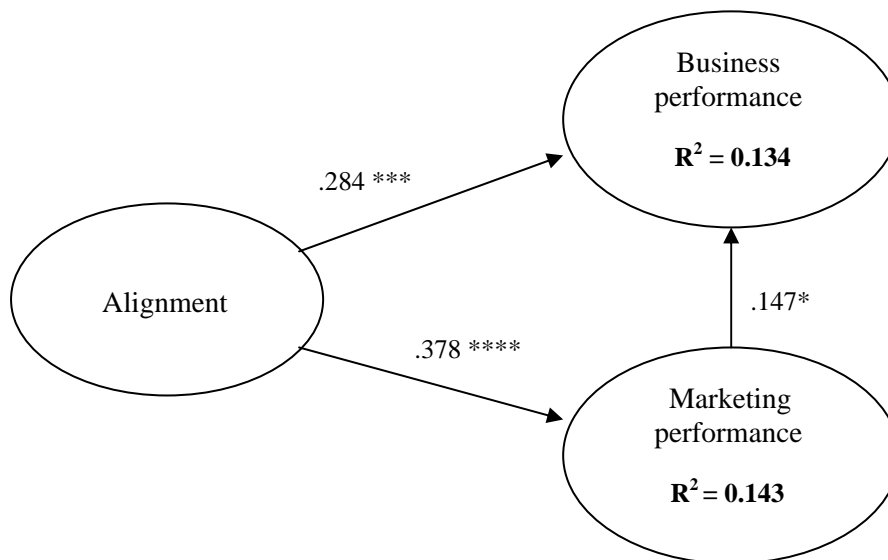 Business
performance
R² = 0.134
.284 ***
Alignment
.147*
.378 ****
Marketing
performance
R² = 0.143